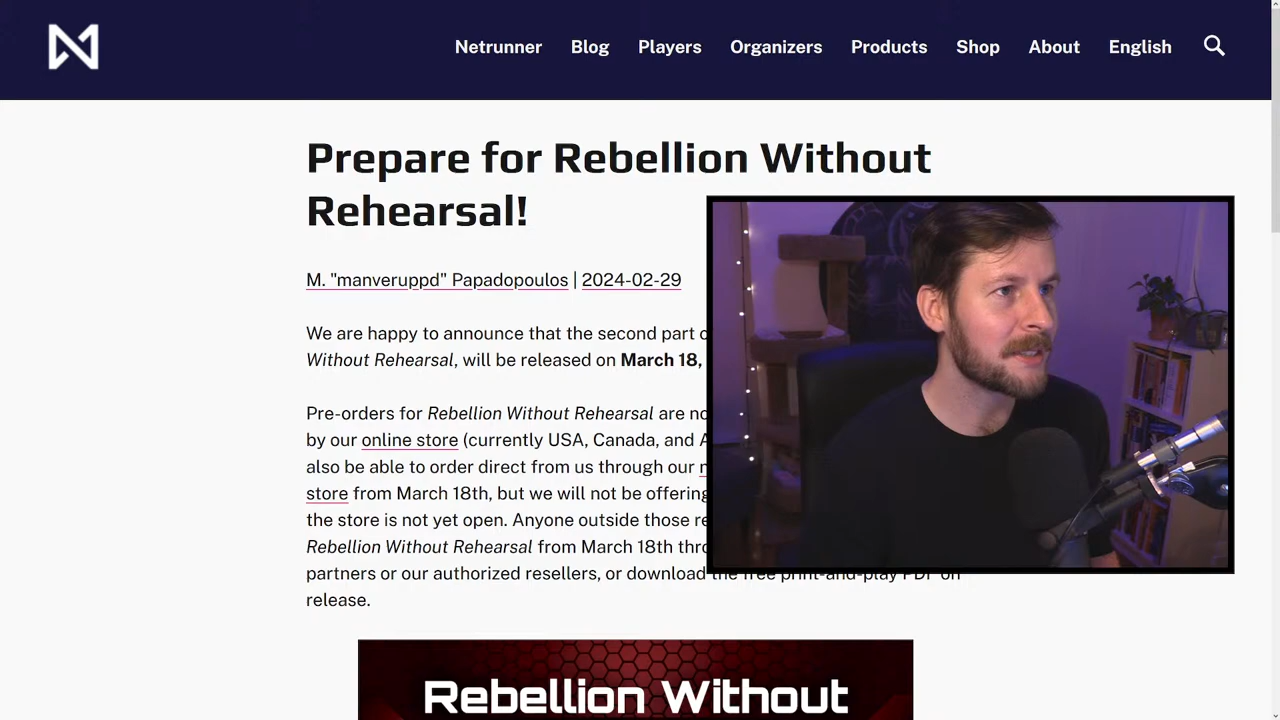 Netrunner Blog Players Organizers Products Shop About English
Prepare for Rebellion Without
Rehearsal!
M. "manveruppd" Papadopoulos | 2024-02-29
We are happy to announce that the second part
Without Rehearsal, will be released on March 18,
Pre-orders for Rebellion Without Rehearsal are
by our online store (currently USA, Canada, and
also be able to order direct from us through our
store from March 18th, but we will not be offering
the store is not yet open. Anyone outside those
Rebellion Without Rehearsal from March 18th
partners or our authorized resellers, or download the free print-and-play PDF on
release.
Rebellion Without